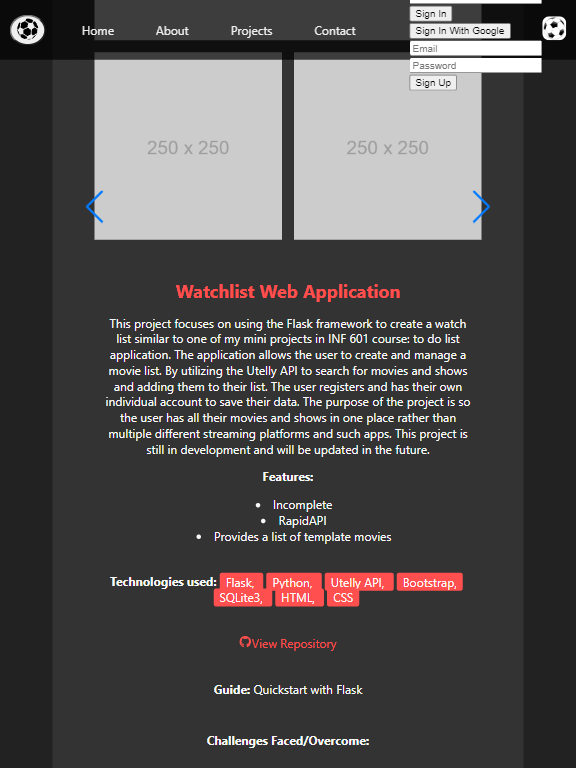 Home
About
Projects
Contact
Sign In
Sign In With Google
Email
Password
Sign Up
250 x 250
250 x 250
Watchlist Web Application
This project focuses on using the Flask framework to create a watch
list similar to one of my mini projects in INF 601 course: to do list
application. The application allows the user to create and manage a
movie list. By utilizing the Utelly API to search for movies and shows
and adding them to their list. The user registers and has their own
individual account to save their data. The purpose of the project is so
the user has all their movies and shows in one place rather than
multiple different streaming platforms and such apps. This project is
still in development and will be updated in the future.
Features:
• Incomplete
• RapidAPI
• Provides a list of template movies
Technologies used: Flask, Python, Utelly API, Bootstrap,
SQLite3, HTML, CSS
View Repository
Guide: Quickstart with Flask
Challenges Faced/Overcome: